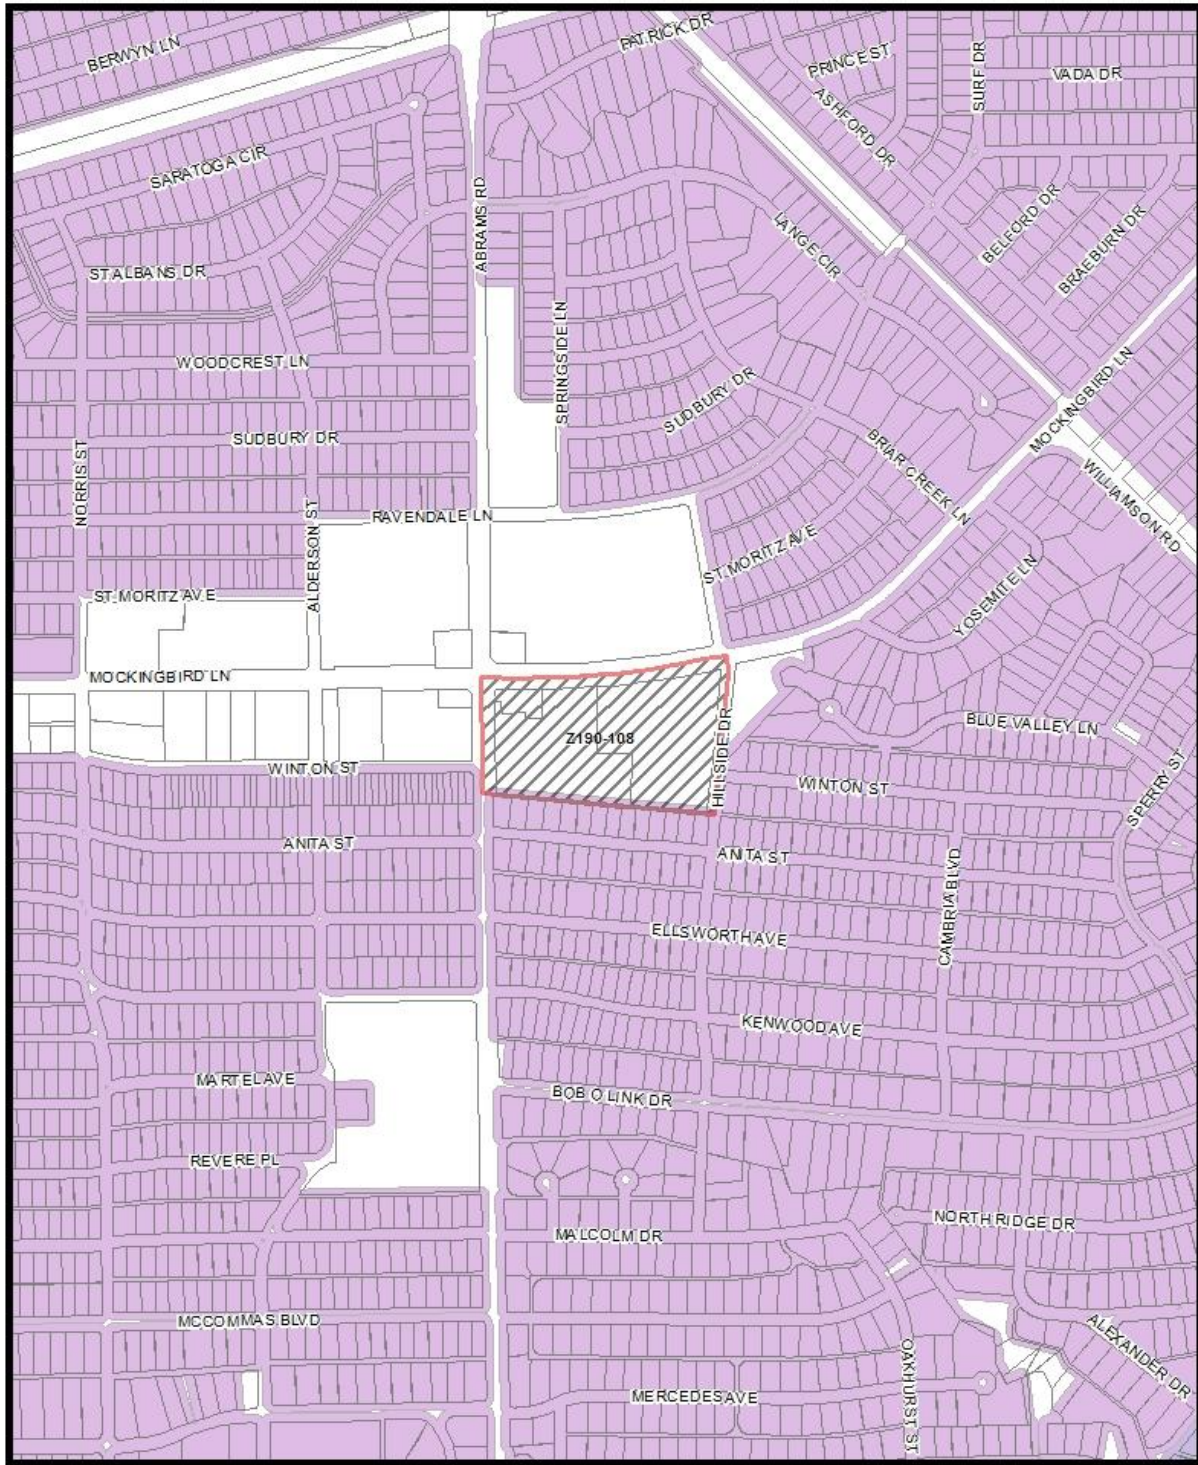 BERWYN LN
PATRICK DR
PRINCE ST
SURF DR
VADA DR
ASHFORD DR
SARATOGA CIR
ABRAMS RD
LANGE CIR
BELFORD DR
BRAEBURN DR
ST ALBANS DR
SPRINGSIDE LN
WOODCREST LN
SUDBURY DR
MOCKINGBIRD LN
SUDBURY DR
NORRIS ST
BRIAR CREEK LN
WILLIAMSON RD
RAVENDALE LN
ALDERSON ST
ST MORITZ AVE
ST MORITZ AVE
YOSEMITE LN
MOCKINGBIRD LN
BLUE VALLEY LN
Z190-108
HILLSIDE DR
WINTON ST
WINTON ST
SPERRY ST
ANITA ST
ANITA ST
CAMBRIA BLVD
ELLSWORTH AVE
KENWOOD AVE
MARTEL AVE
BOB O LINK DR
REVERE PL
NORTH RIDGE DR
MALCOLM DR
MCCOMMAS BLVD
ALEXANDER DR
OAKHURST ST
MERCEDES AVE